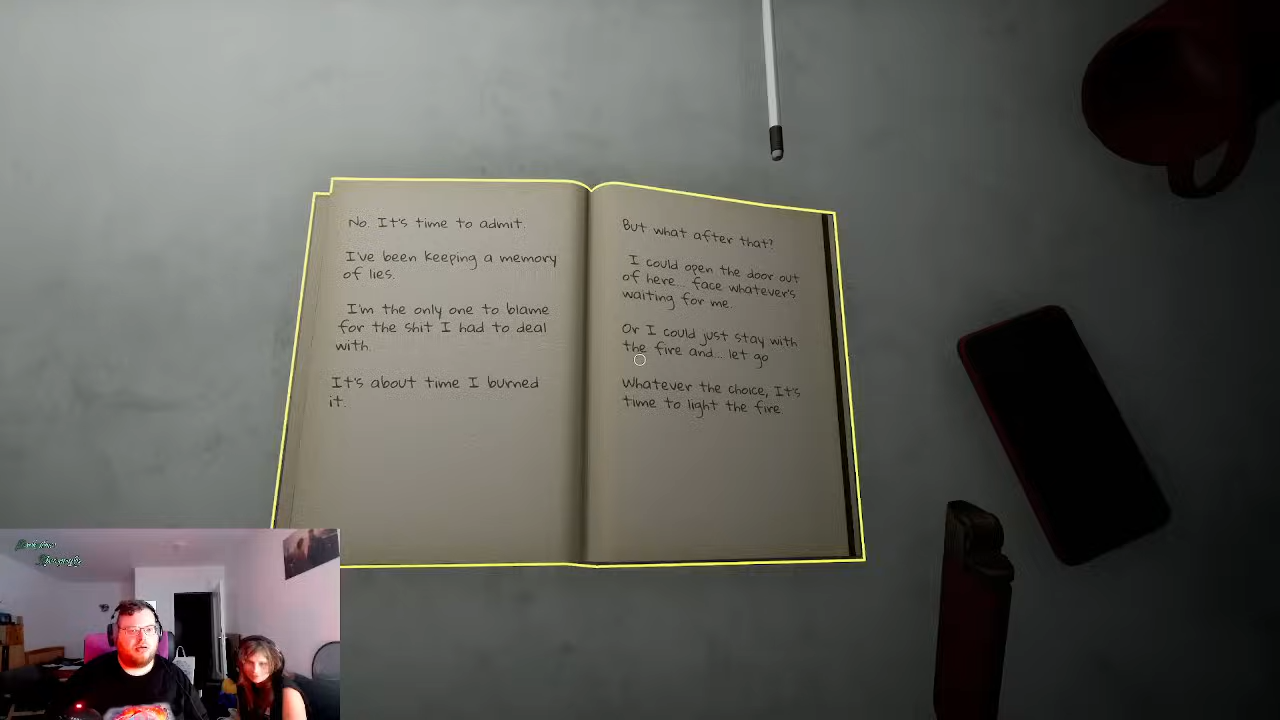 No. It's time to admit.
I've been keeping a memory
of lies.
I'm the only one to blame
for the shit I had to deal
with.
It's about time I burned
it.
But what after that?
I could open the door out
of here... face whatever's
waiting for me.
Or I could just stay with
the fire and... let go
Whatever the choice, It's
time to light the fire